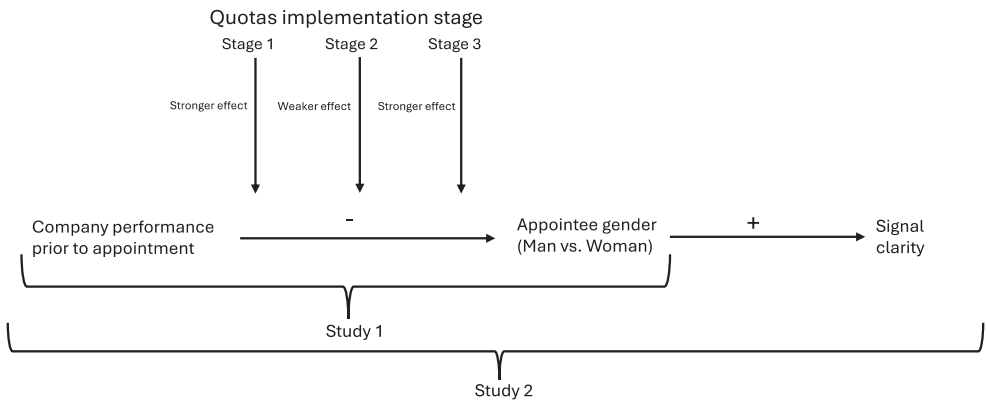 Quotas implementation stage
Stage 1 Stage 2 Stage 3
Stronger effect Weaker effect Stronger effect
-
+
Company performance
prior to appointment
Appointee gender
(Man vs. Woman)
Signal
clarity
Study 1
Study 2